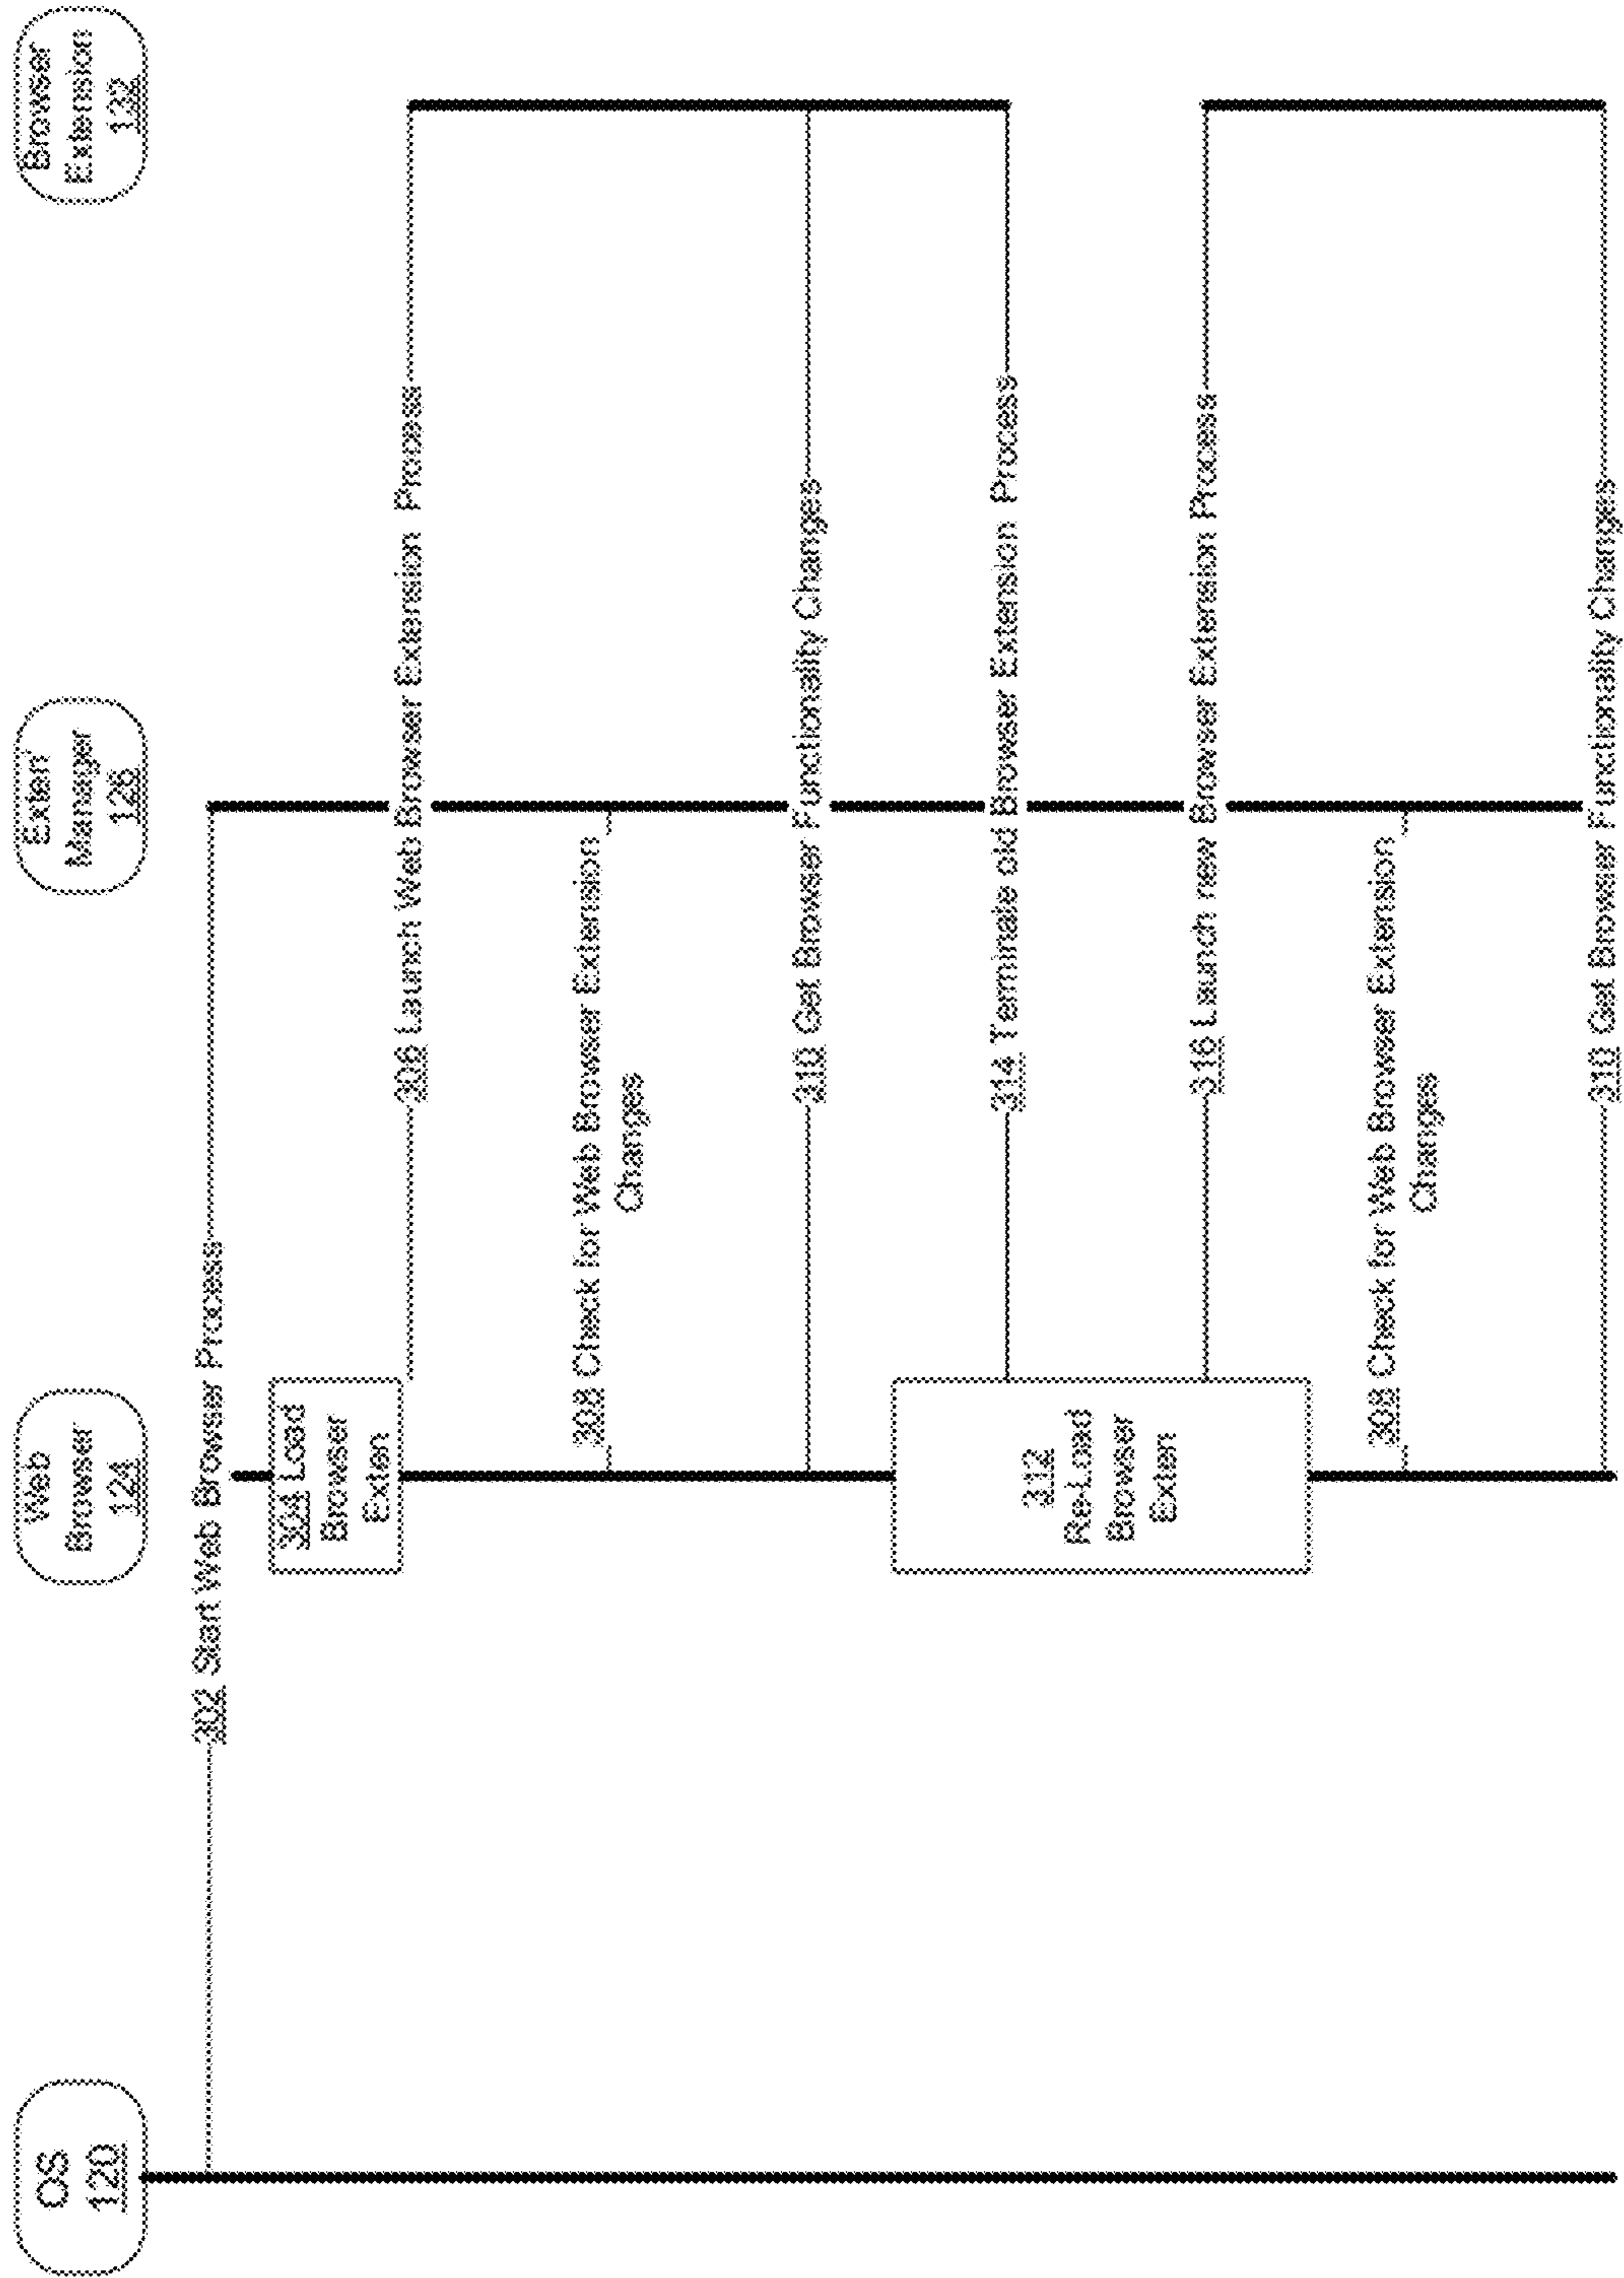 OS
120
Web
Browser
124
Exten
Manager
126
Browser
Extension
132
302 Start Web Browser Process
304 Load
Browser
Exten
306 Launch Web Browser Extension Process
308 Check for Web Browser Extension
Changes
310 Get Browser Functionality Changes
312
Re-Load
Browser
Exten
314 Terminate old Browser Extension Process
316 Launch new Browser Extension Process
308 Check for Web Browser Extension
Changes
310 Get Browser Functionality Changes